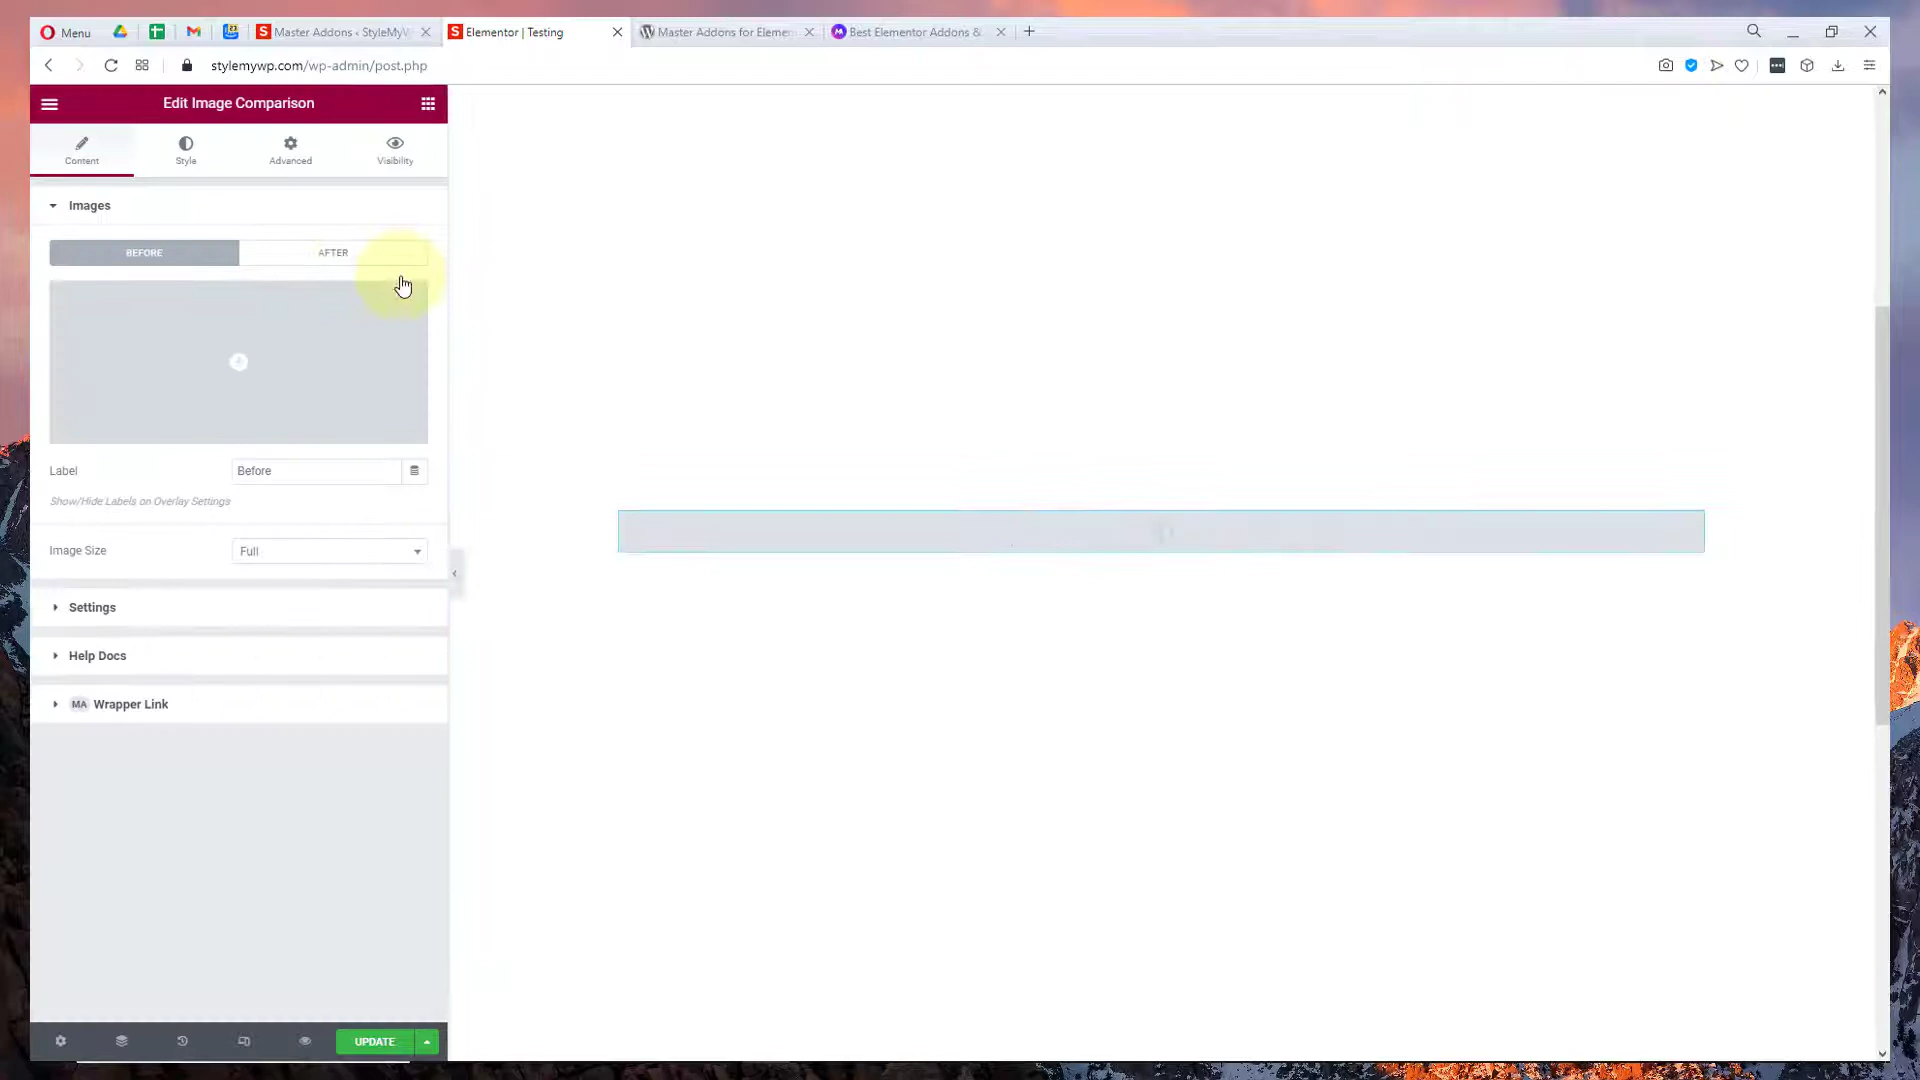 Menu
Master Addons ‹ StyleMyW
Elementor | Testing
Master Addons for Elemen
Best Elementor Addons &
stylemywp.com/wp-admin/post.php
Edit Image Comparison
Content
Style
Advanced
Visibility
Images
BEFORE
AFTER
Label
Before
Show/Hide Labels on Overlay Settings
Image Size
Full
Settings
Help Docs
MA Wrapper Link
UPDATE